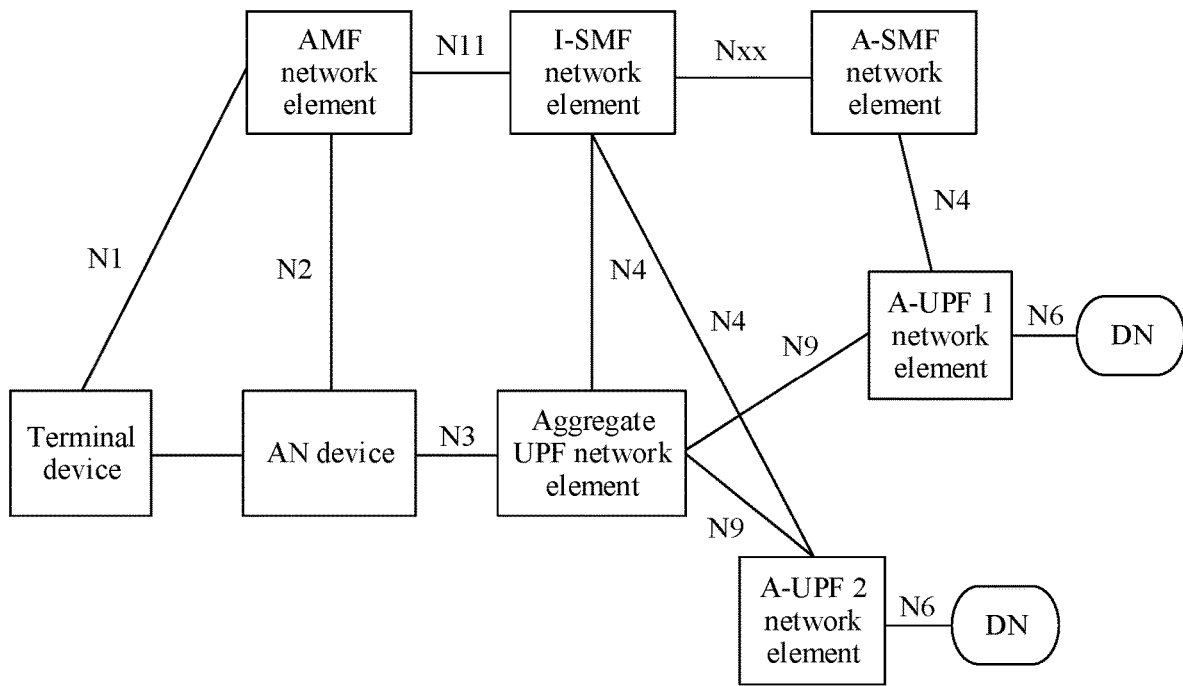 AMF
network
element
N11
I-SMF
network
element
Nxx
A-SMF
network
element
N1
N2
N4
N4
N4
A-UPF 1
network
element
N6
DN
N9
Terminal
device
AN device
N3
Aggregate
UPF network
element
N9
A-UPF 2
network
element
N6
DN